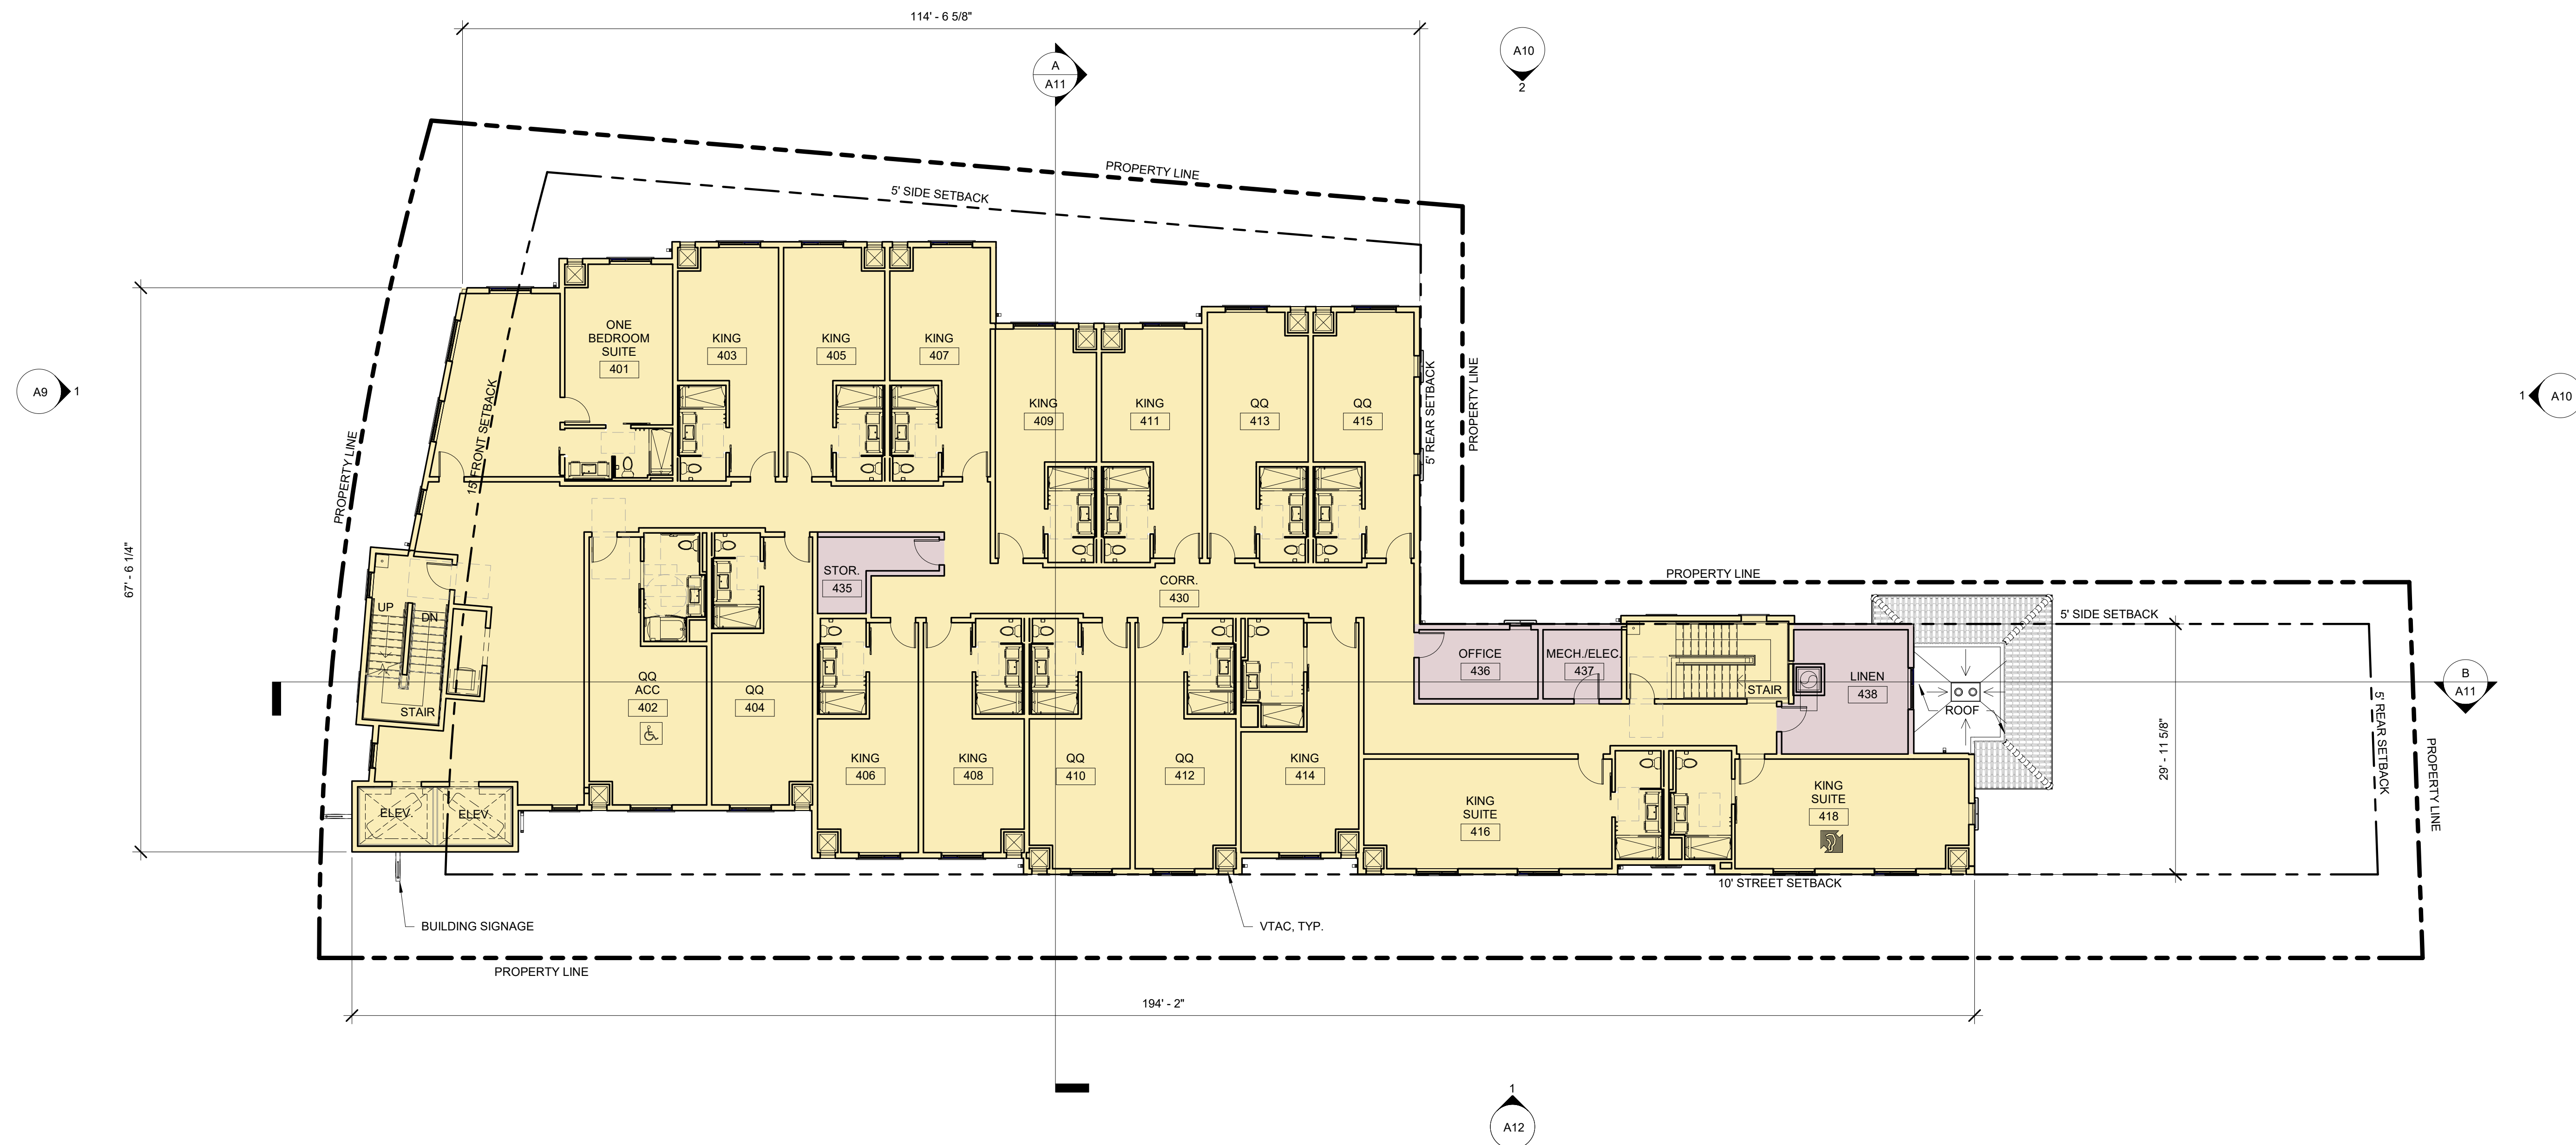 114' - 6 5/8"
A10
2
A
A11
PROPERTY LINE
5' SIDE SETBACK
ONE
BEDROOM
SUITE
401
KING
403
KING
405
KING
407
KING
409
KING
411
QQ
413
QQ
415
A9
1
1
A10
5' REAR SETBACK
PROPERTY LINE
15' FRONT SETBACK
PROPERTY LINE
67' - 6 1/4"
STOR.
435
CORR.
430
PROPERTY LINE
5' SIDE SETBACK
UP
DN
STAIR
QQ
ACC
402
QQ
404
OFFICE
436
MECH./ELEC.
437
STAIR
LINEN
438
ROOF
B
A11
5' REAR SETBACK
PROPERTY LINE
29' - 11 5/8"
KING
406
KING
408
QQ
410
QQ
412
KING
414
KING
SUITE
416
KING
SUITE
418
ELEV.
ELEV.
10' STREET SETBACK
BUILDING SIGNAGE
VTAC, TYP.
PROPERTY LINE
194' - 2"
1
A12